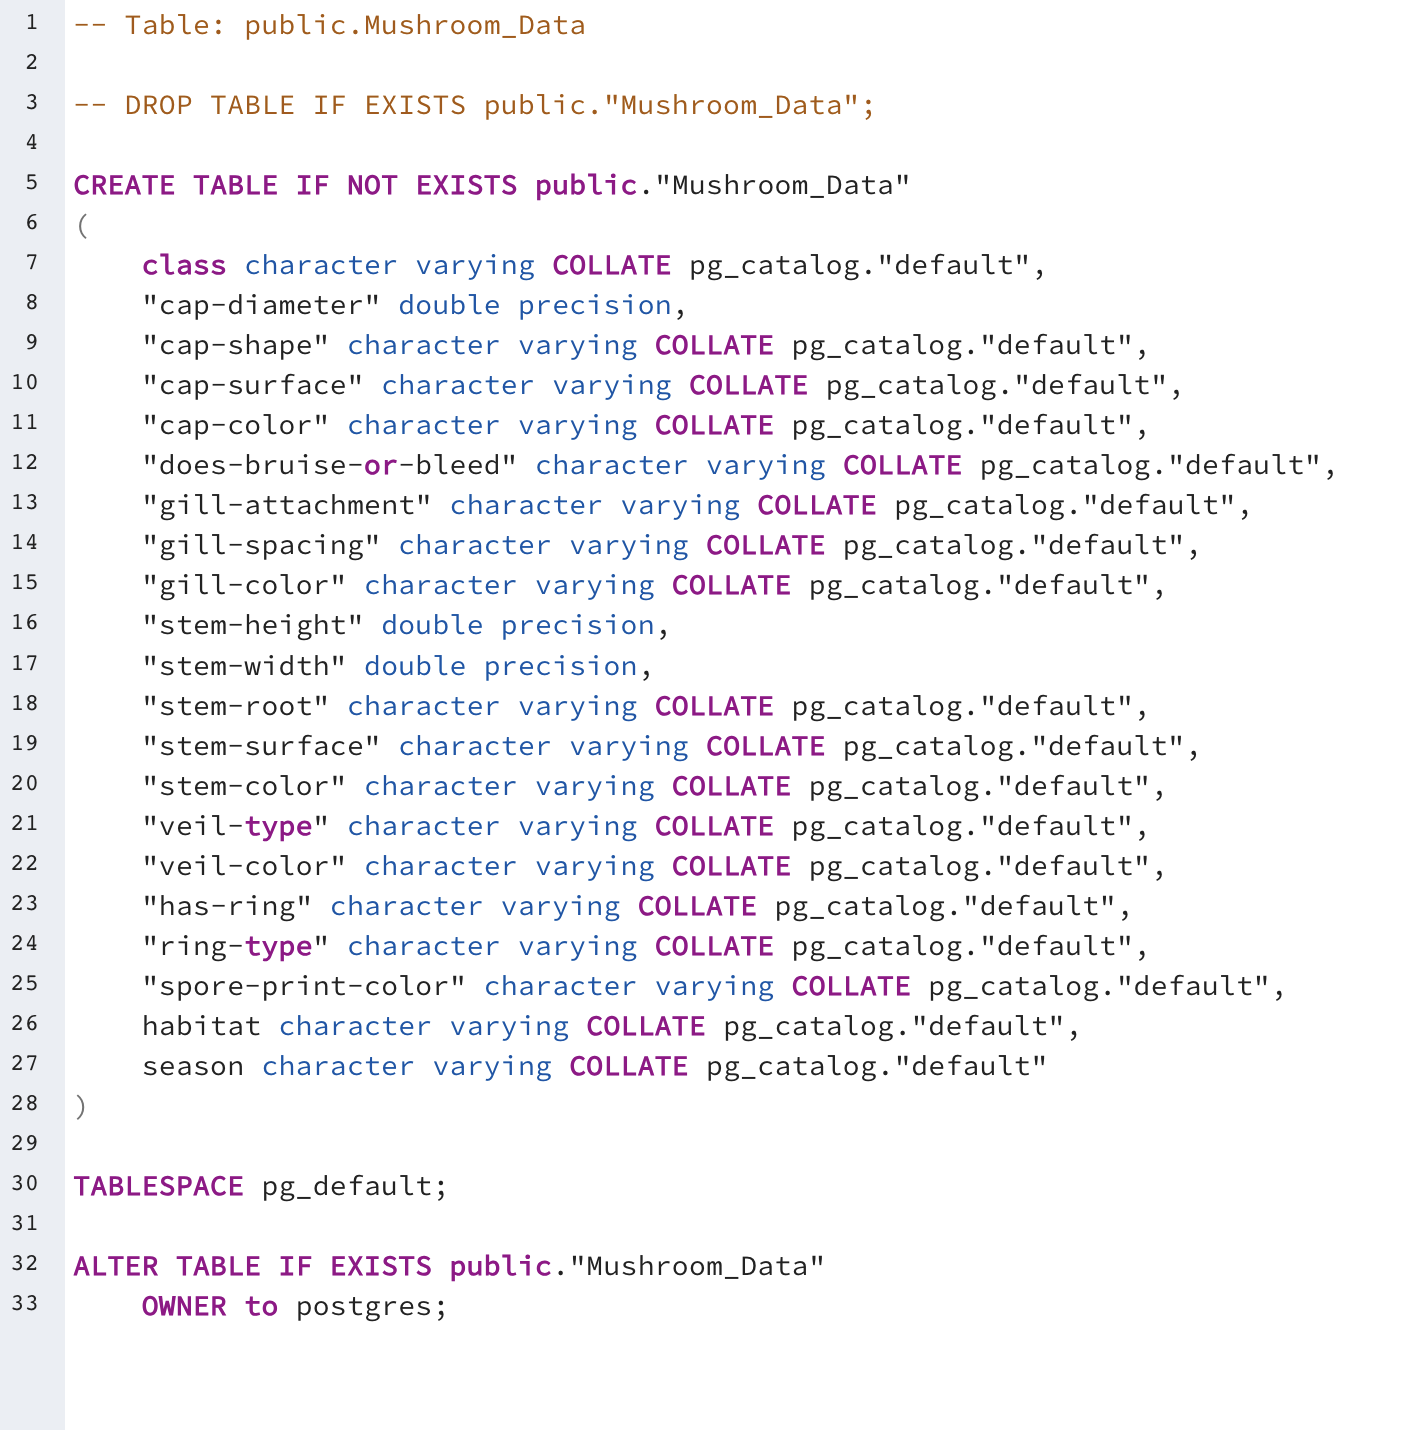 1 -- Table: public.Mushroom_Data
2
3 -- DROP TABLE IF EXISTS public."Mushroom_Data";
4
5 CREATE TABLE IF NOT EXISTS public."Mushroom_Data"
6 (
7     class character varying COLLATE pg_catalog."default",
8     "cap-diameter" double precision,
9     "cap-shape" character varying COLLATE pg_catalog."default",
10     "cap-surface" character varying COLLATE pg_catalog."default",
11     "cap-color" character varying COLLATE pg_catalog."default",
12     "does-bruise-or-bleed" character varying COLLATE pg_catalog."default",
13     "gill-attachment" character varying COLLATE pg_catalog."default",
14     "gill-spacing" character varying COLLATE pg_catalog."default",
15     "gill-color" character varying COLLATE pg_catalog."default",
16     "stem-height" double precision,
17     "stem-width" double precision,
18     "stem-root" character varying COLLATE pg_catalog."default",
19     "stem-surface" character varying COLLATE pg_catalog."default",
20     "stem-color" character varying COLLATE pg_catalog."default",
21     "veil-type" character varying COLLATE pg_catalog."default",
22     "veil-color" character varying COLLATE pg_catalog."default",
23     "has-ring" character varying COLLATE pg_catalog."default",
24     "ring-type" character varying COLLATE pg_catalog."default",
25     "spore-print-color" character varying COLLATE pg_catalog."default",
26     habitat character varying COLLATE pg_catalog."default",
27     season character varying COLLATE pg_catalog."default"
28 )
29
30 TABLESPACE pg_default;
31
32 ALTER TABLE IF EXISTS public."Mushroom_Data"
33     OWNER to postgres;